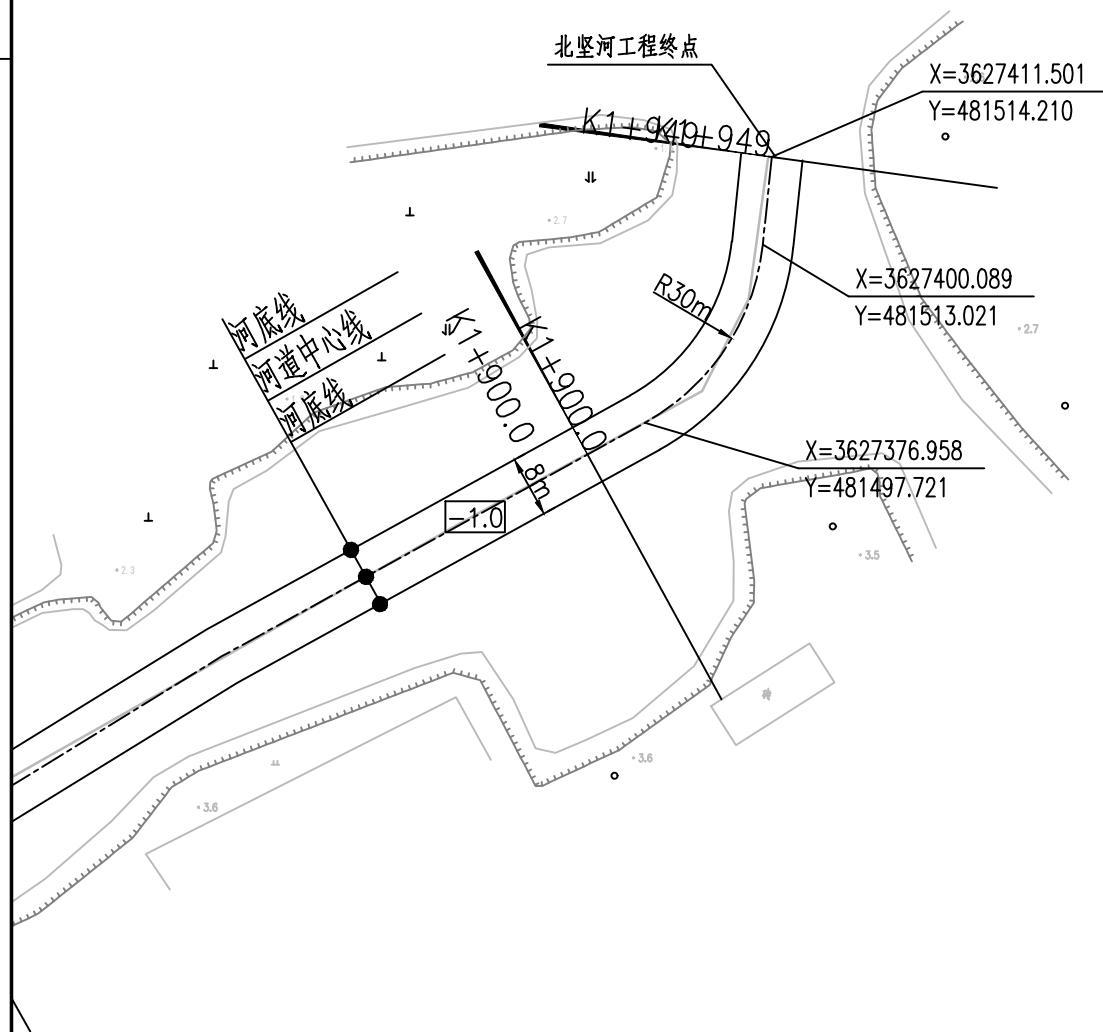 北坚河工程终点
X=3627411.501
Y=481514.210
K1+949
K1+949
2.7
X=3627400.089
Y=481513.021
R30m
2.7
河底线
河道中心线
河底线
K1+900.0
K1+900.0
X=3627376.958
Y=481497.721
8m
-1.0
3.5
2.3
3.6
3.6